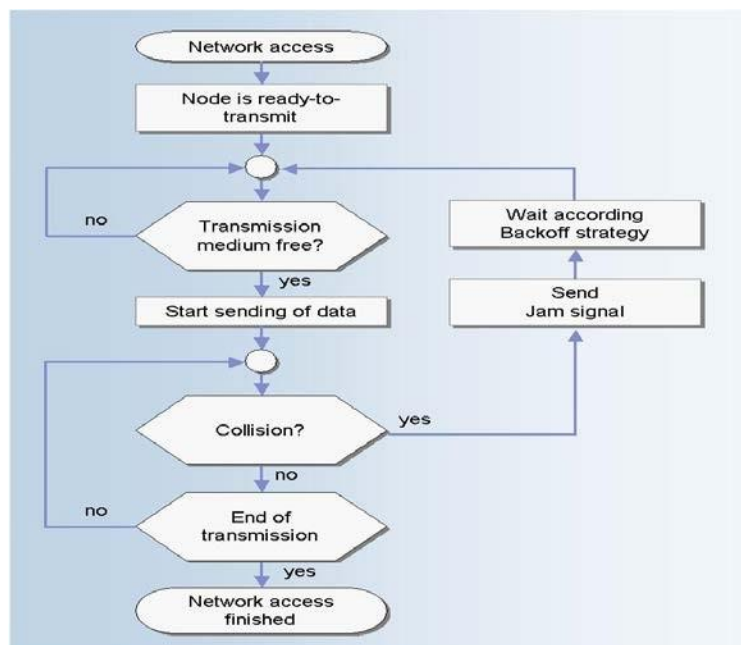 Network access
Node is ready-to-
transmit
no
Transmission
medium free?
Wait according
Backoff strategy
yes
Start sending of data
Send
Jam signal
Collision?
yes
no
no
End of
transmission
yes
Network access
finished